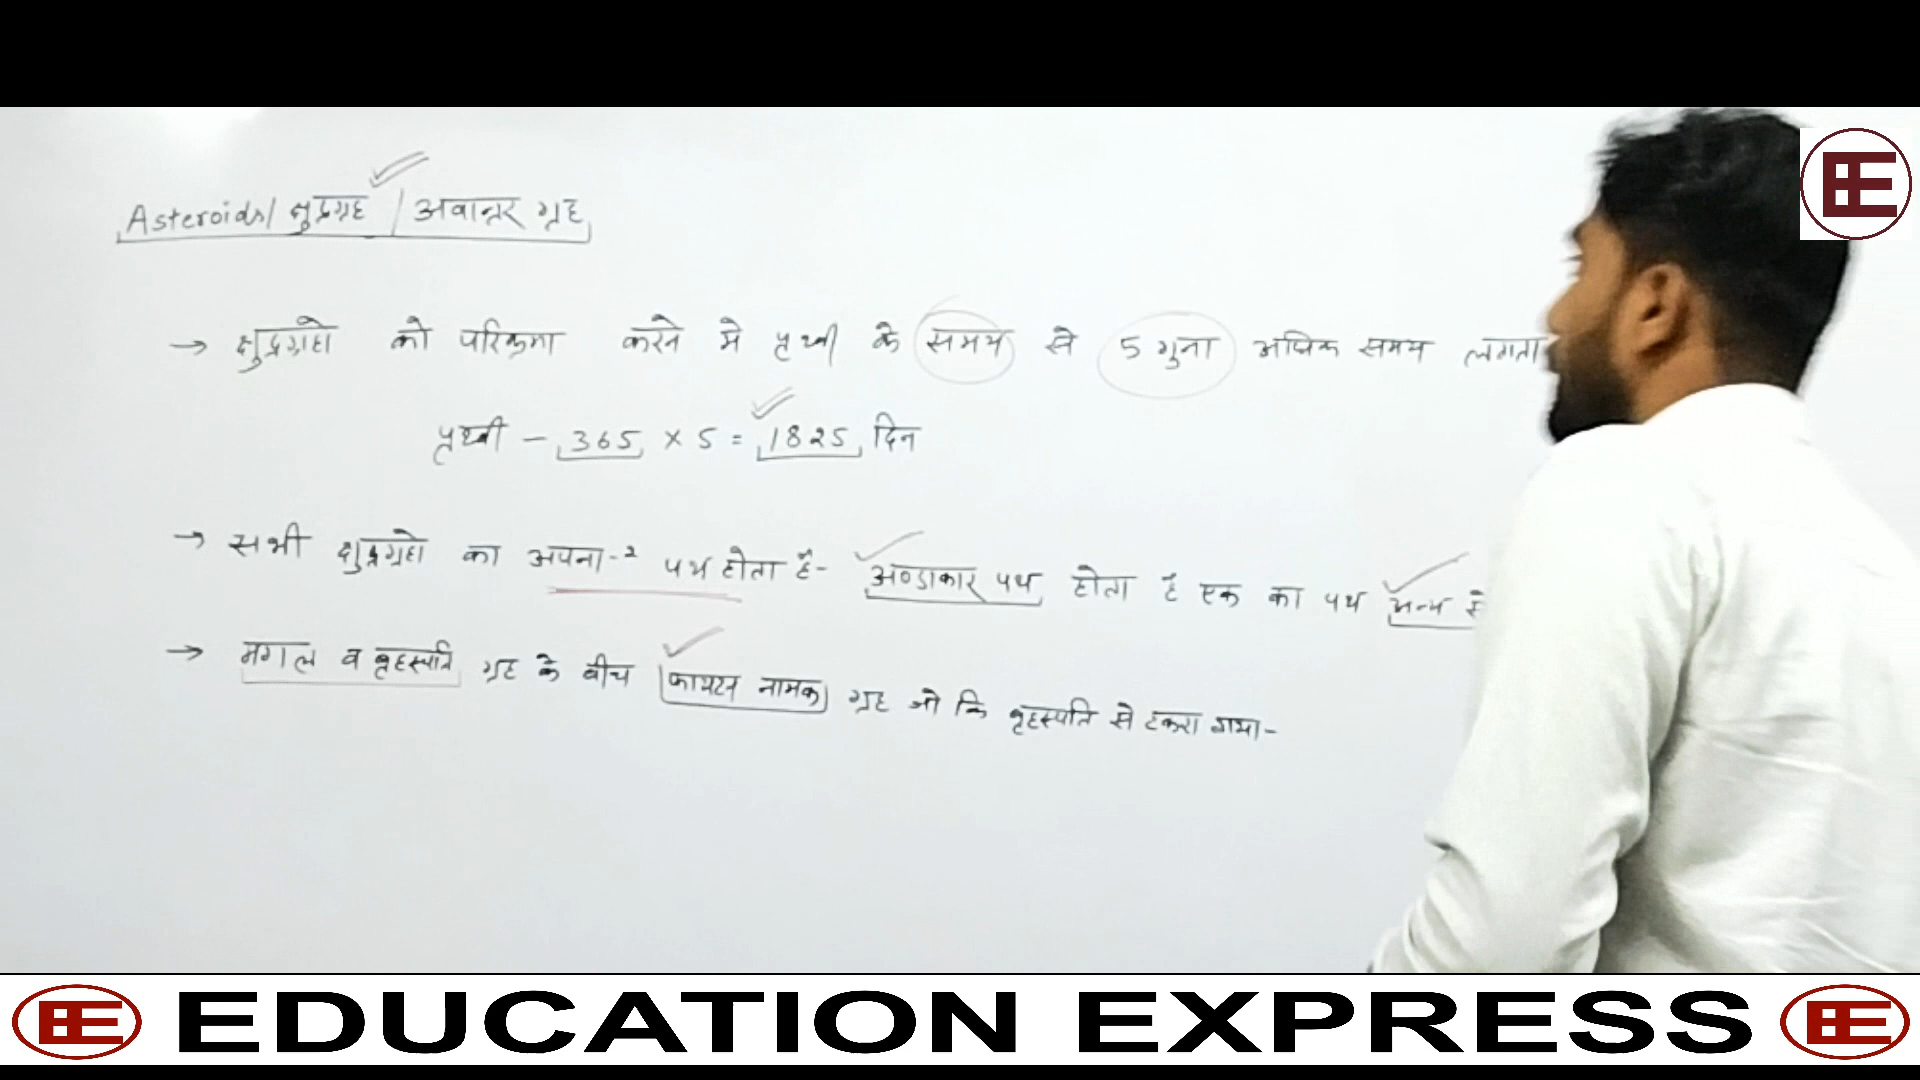 Asteroids/ क्षुद्रग्रह / अवान्तर ग्रह
→ क्षुद्रग्रहो को परिक्रमा करने मे पृथ्वी के समय से 5 गुना अधिक समय लगता
पृथ्वी – 365 × 5 = 1825 दिन
→ सभी क्षुद्रग्रहो का अपना-2 पथ होता है- अण्डाकार पथ होता है एक का पथ अन्य से
→ मंगल व बृहस्पति ग्रह के बीच फायटन नामक ग्रह जो कि बृहस्पति से टकरा गया-
EDUCATION EXPRESS